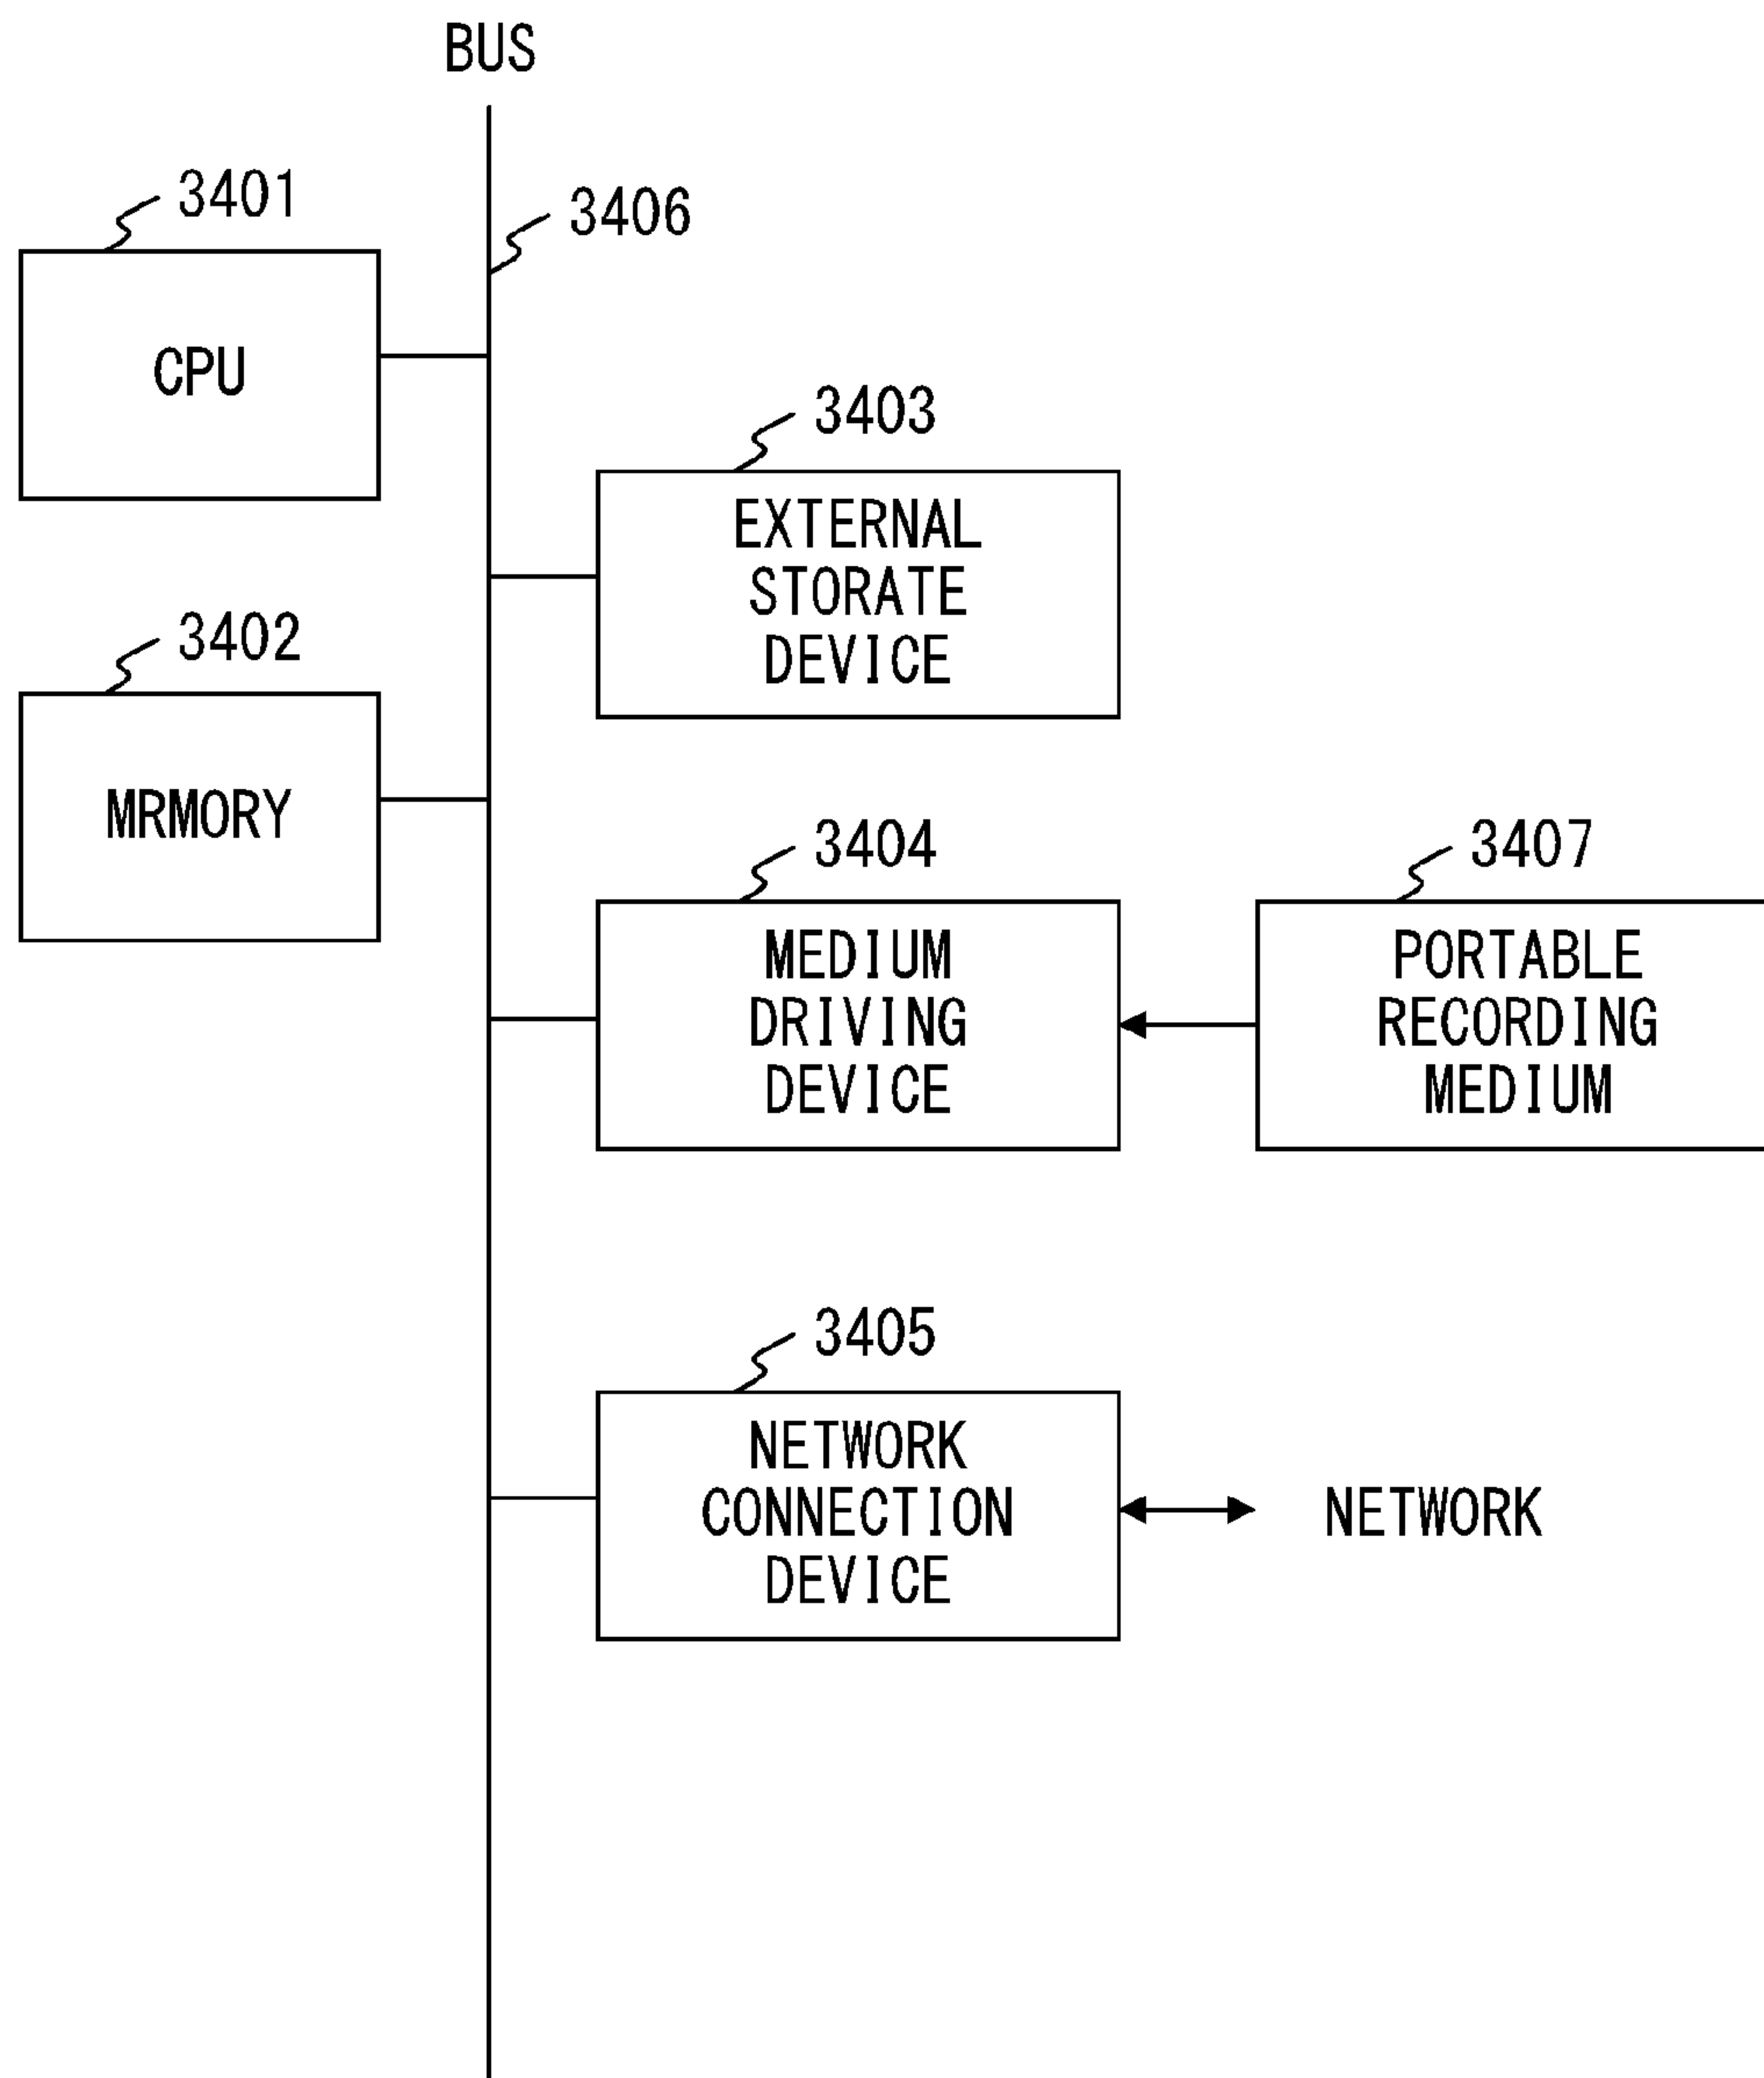 BUS
3401
3406
CPU
3403
EXTERNAL
STORATE
DEVICE
3402
MRMORY
3404
3407
MEDIUM
DRIVING
DEVICE
PORTABLE
RECORDING
MEDIUM
3405
NETWORK
CONNECTION
DEVICE
NETWORK